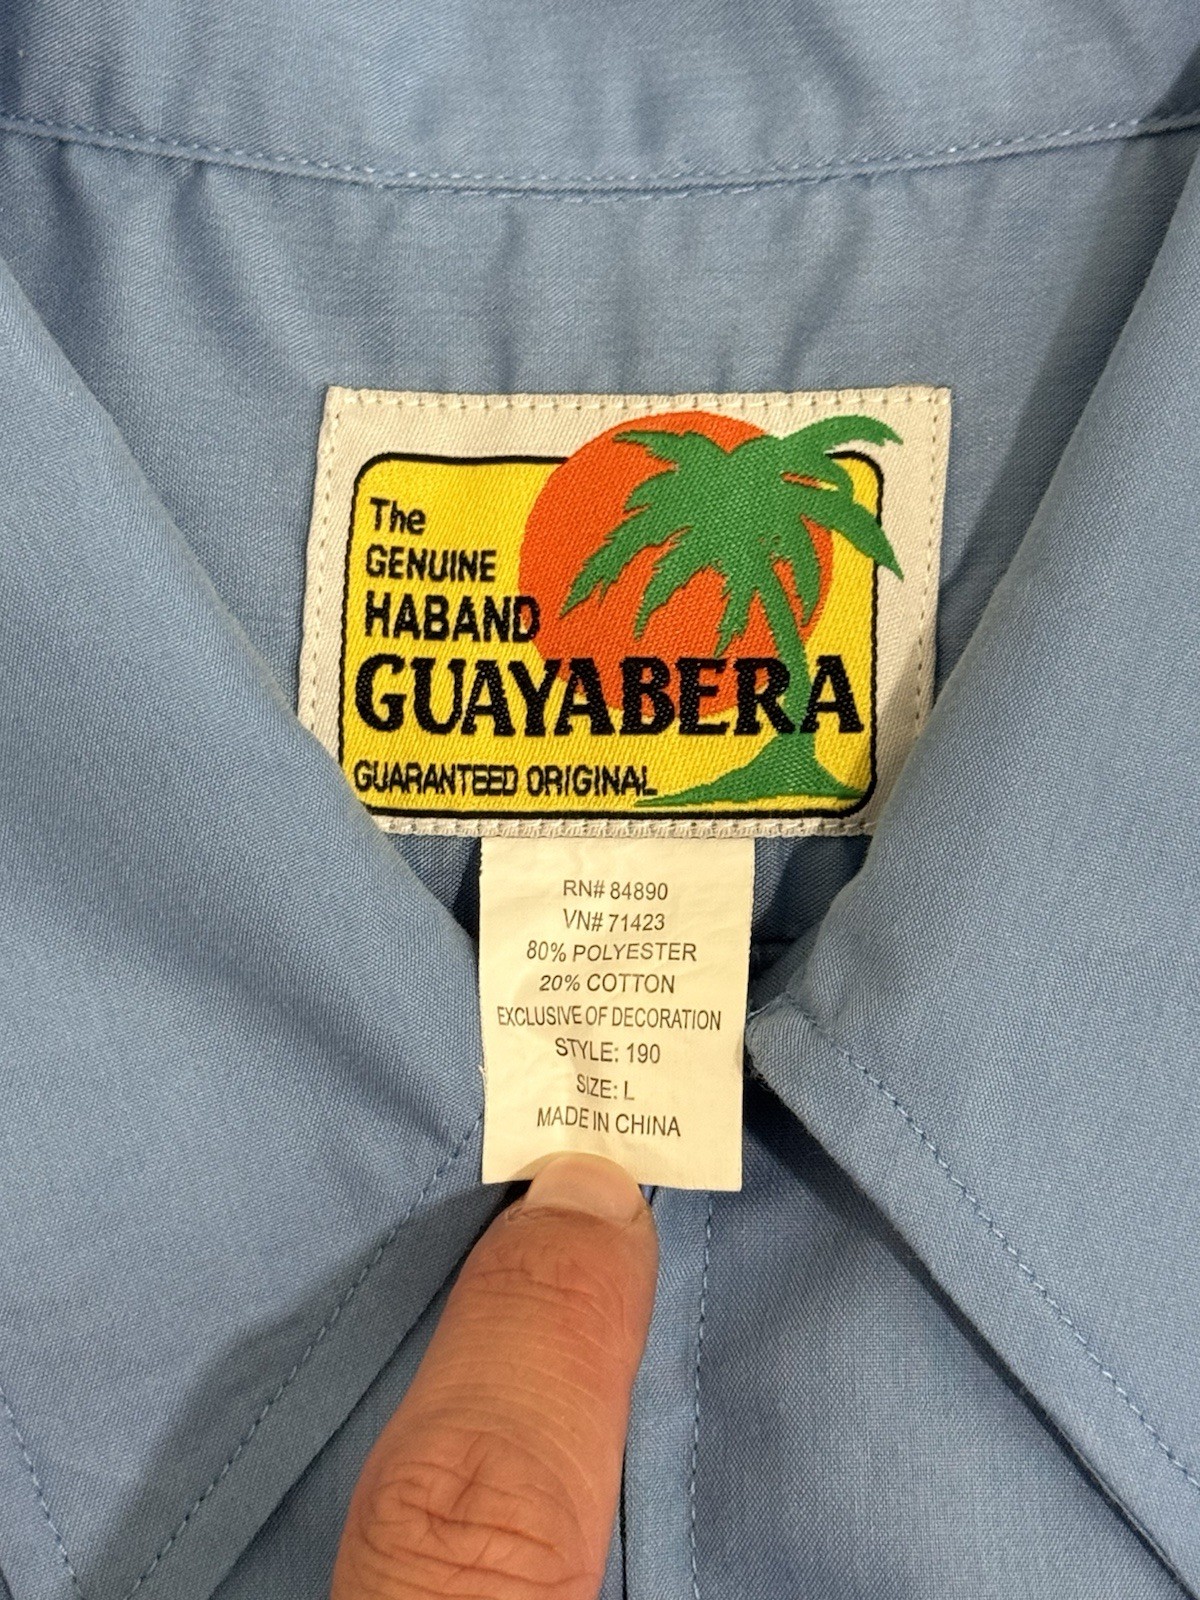 The
GENUINE
HABAND
GUAYABERA
GUARANTEED ORIGINAL
RN# 84890
VN# 71423
80% POLYESTER
20% COTTON
EXCLUSIVE OF DECORATION
STYLE: 190
SIZE: L
MADE IN CHINA